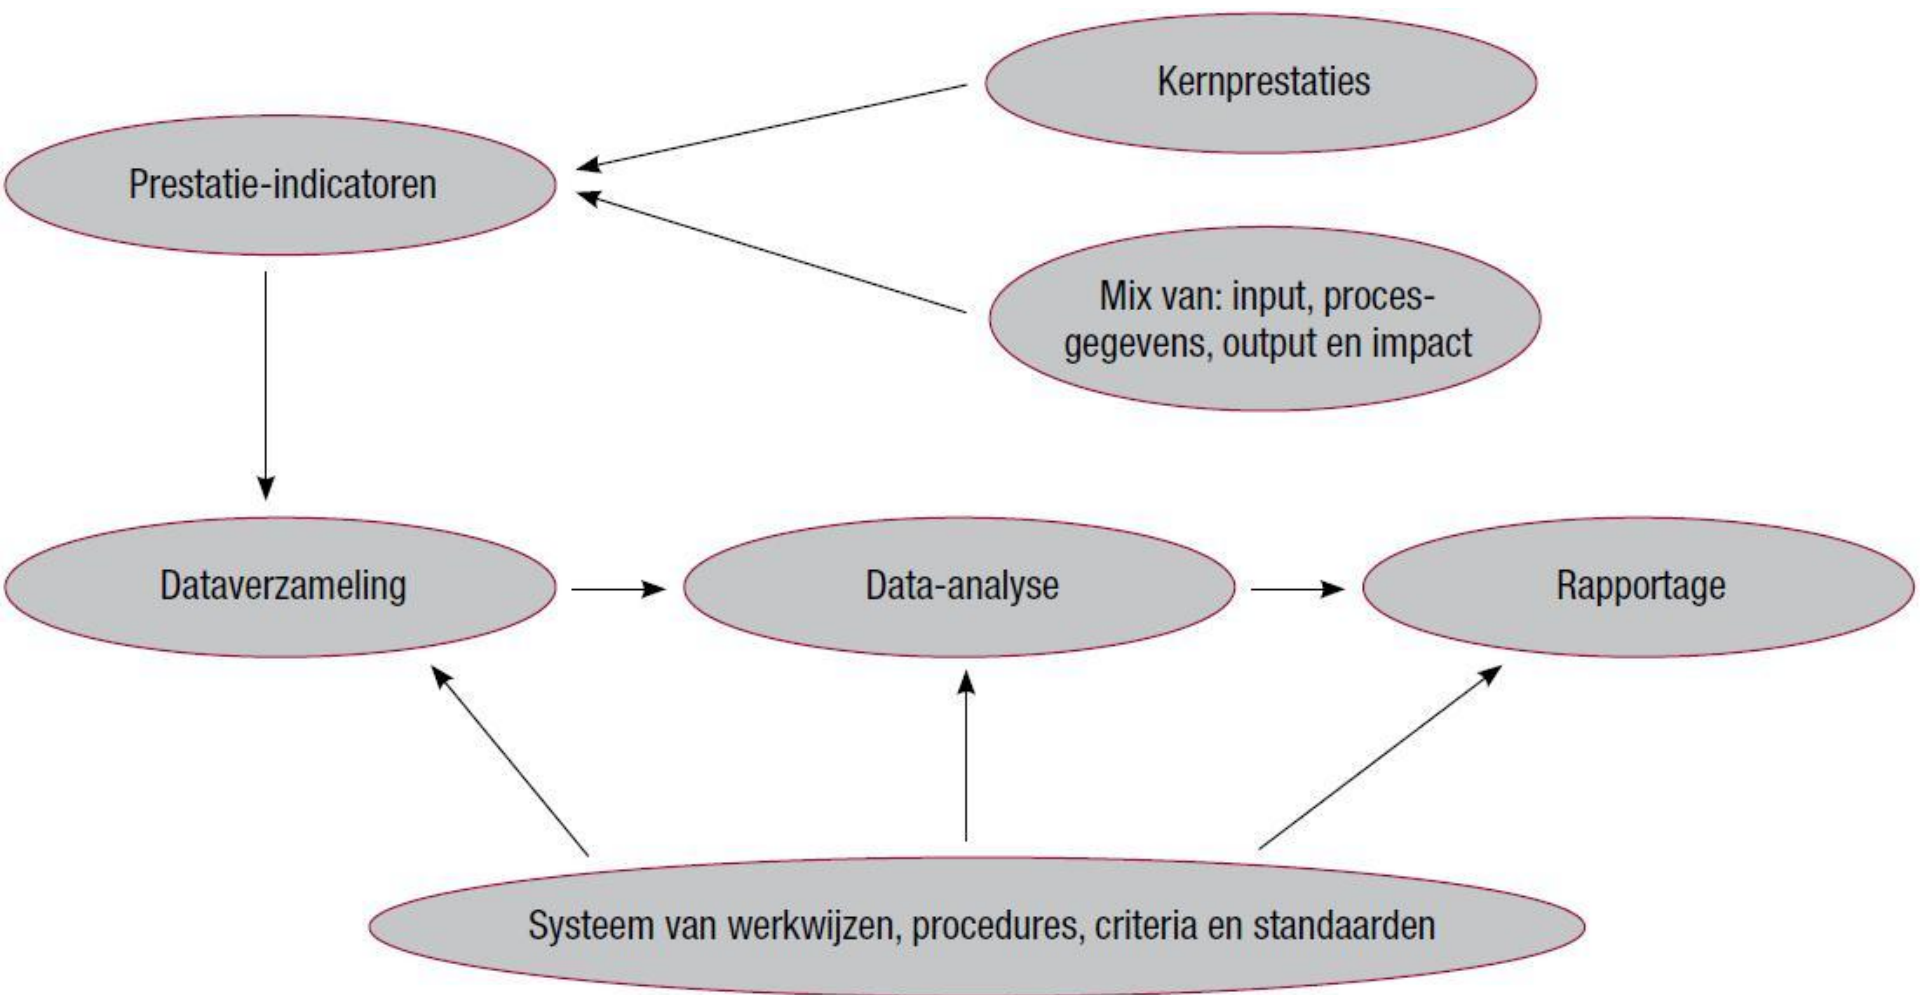 Kernprestaties
Prestatie-indicatoren
Mix van: input, proces-
gegevens, output en impact
Dataverzameling
Data-analyse
Rapportage
Systeem van werkwijzen, procedures, criteria en standaarden